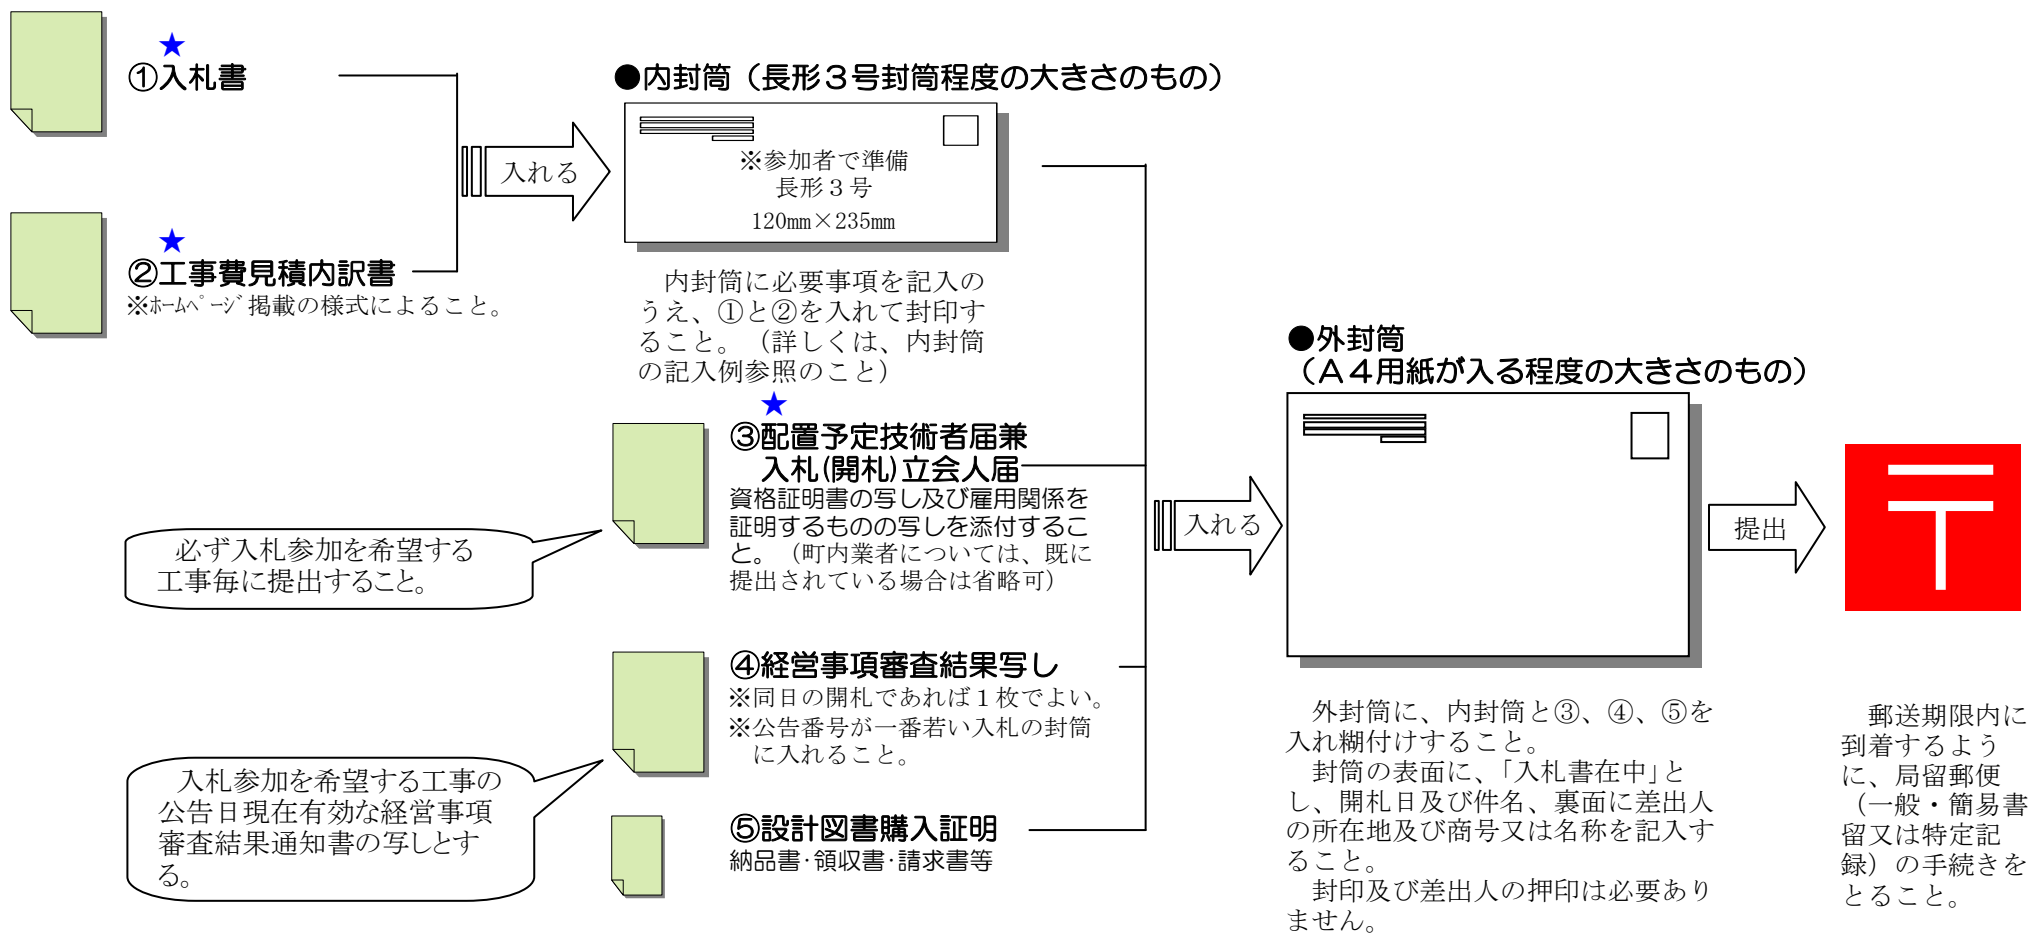 ★
①入札書
★
②工事費見積内訳書
※ﾎｰﾑﾍﾟｰｼﾞ掲載の様式によること。
入れる
●内封筒（長形３号封筒程度の大きさのもの）
※参加者で準備
長形３号
120mm×235mm
内封筒に必要事項を記入の
うえ、①と②を入れて封印す
ること。（詳しくは、内封筒
の記入例参照のこと）
★
③配置予定技術者届兼
入札(開札)立会人届
資格証明書の写し及び雇用関係を
証明するものの写しを添付するこ
と。（町内業者については、既に
提出されている場合は省略可）
必ず入札参加を希望する
工事毎に提出すること。
④経営事項審査結果写し
※同日の開札であれば１枚でよい。
※公告番号が一番若い入札の封筒
に入れること。
入札参加を希望する工事の
公告日現在有効な経営事項
審査結果通知書の写しとす
る。
⑤設計図書購入証明
納品書･領収書･請求書等
入れる
●外封筒
（Ａ４用紙が入る程度の大きさのもの）
外封筒に、内封筒と③、④、⑤を
入れ糊付けすること。
封筒の表面に、「入札書在中」と
し、開札日及び件名、裏面に差出人
の所在地及び商号又は名称を記入す
ること。
封印及び差出人の押印は必要あり
ません。
提出
〒
郵送期限内に
到着するよう
に、局留郵便
（一般・簡易書
留又は特定記
録）の手続きを
とること。